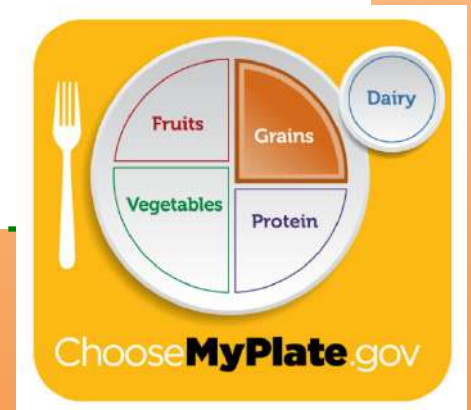 Dairy
Fruits
Grains
Vegetables
Protein
ChooseMyPlate.gov